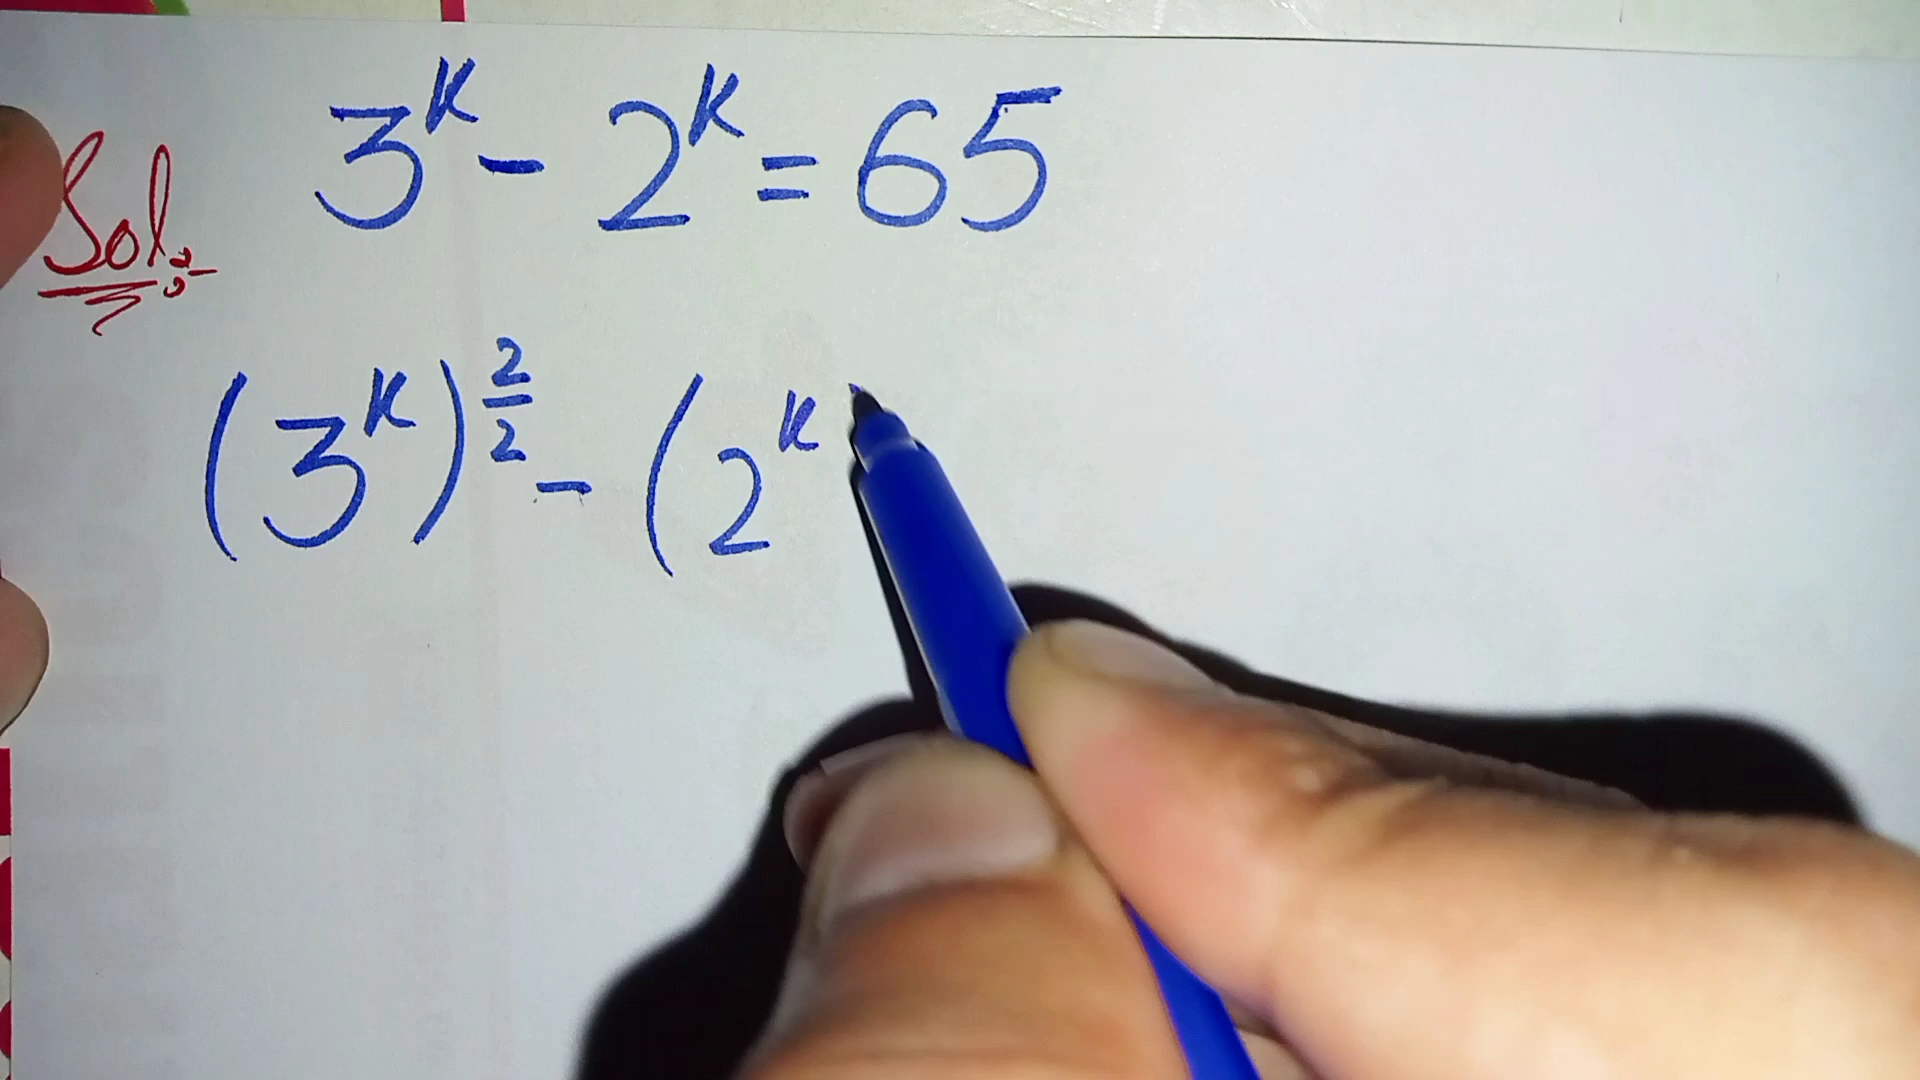 3^k - 2^k = 65
Sol:-
(3^k)^{2/2} - (2^k